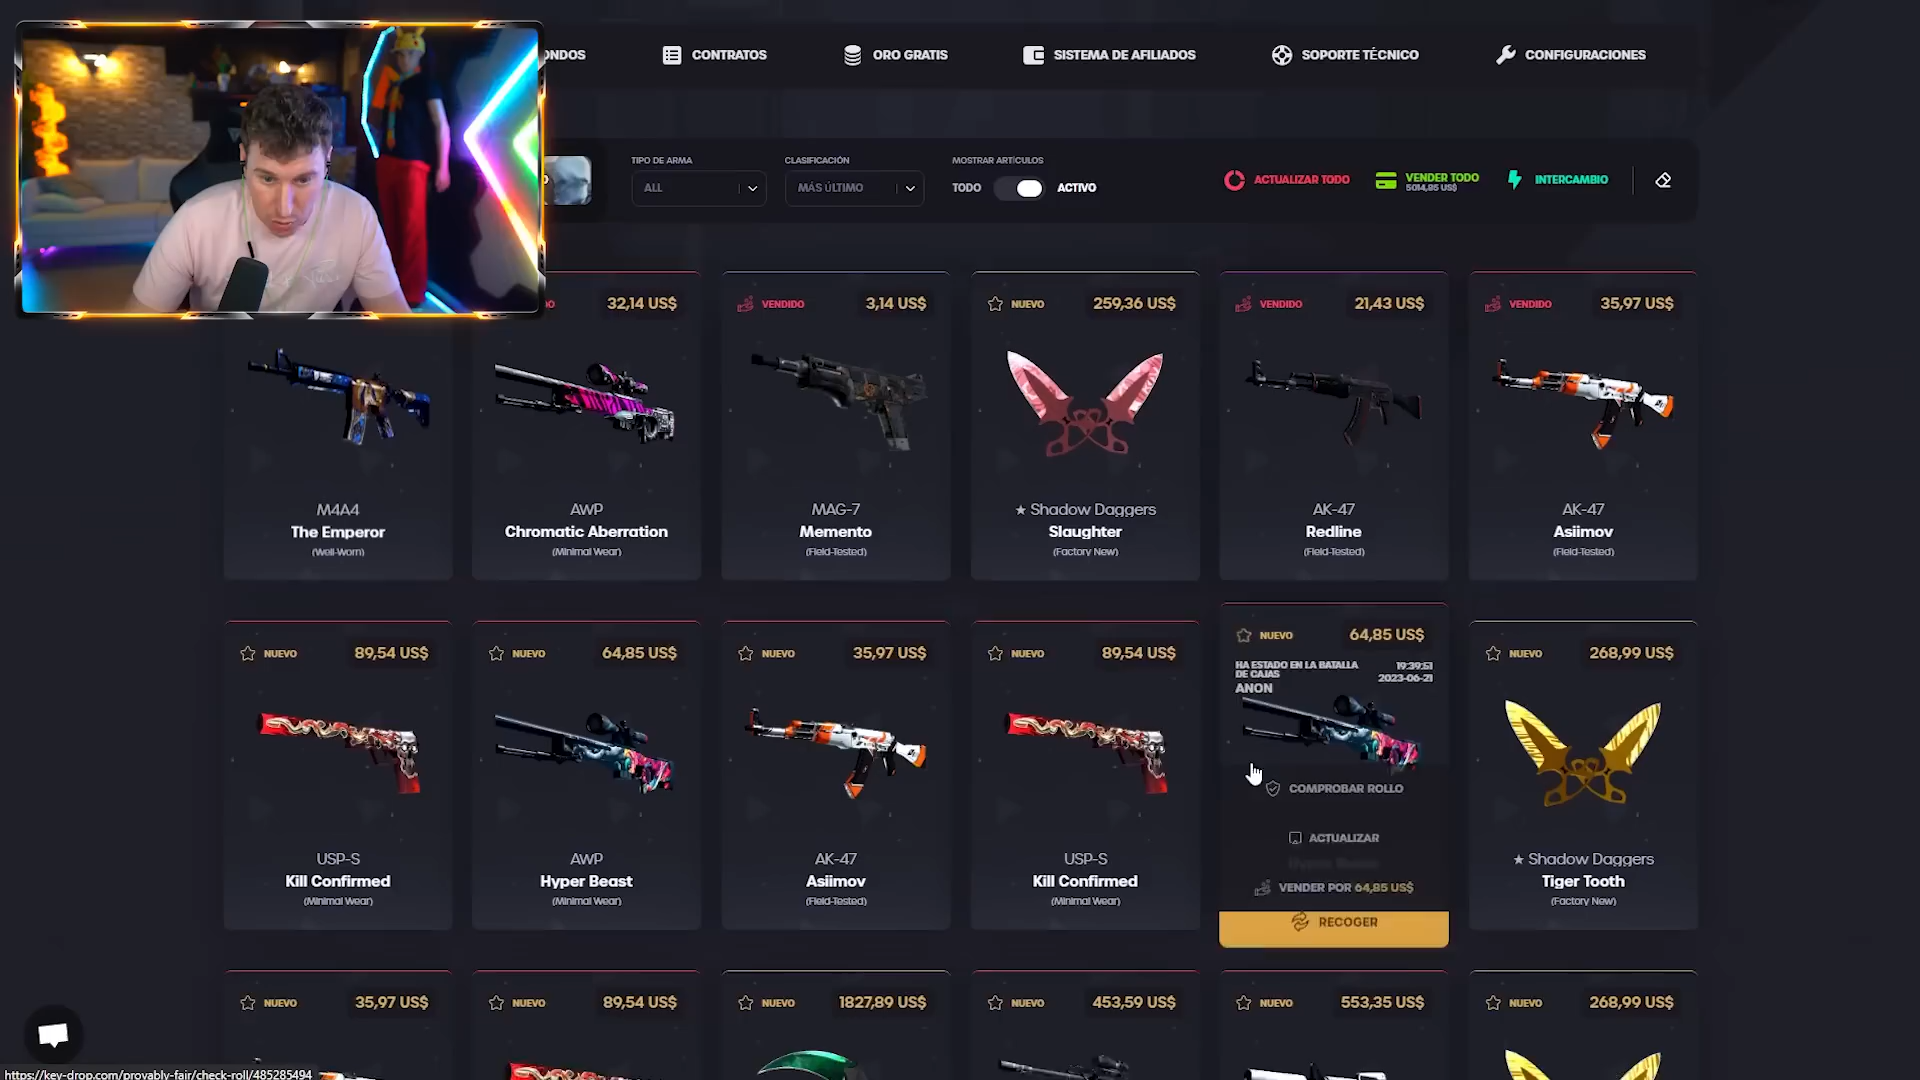 ONDOS
CONTRATOS
ORO GRATIS
SISTEMA DE AFILIADOS
SOPORTE TÉCNICO
CONFIGURACIONES
TIPO DE ARMA
ALL
CLASIFICACIÓN
MÁS ÚLTIMO
MOSTRAR ARTÍCULOS
TODO
ACTIVO
ACTUALIZAR TODO
VENDER TODO
5014,85 US$
INTERCAMBIO
32,14 US$
VENDIDO
3,14 US$
NUEVO
259,36 US$
VENDIDO
21,43 US$
VENDIDO
35,97 US$
M4A4
The Emperor
(Well-Worn)
AWP
Chromatic Aberration
(Minimal Wear)
MAG-7
Memento
(Field-Tested)
★ Shadow Daggers
Slaughter
(Factory New)
AK-47
Redline
(Field-Tested)
AK-47
Asiimov
(Field-Tested)
NUEVO
89,54 US$
NUEVO
64,85 US$
NUEVO
35,97 US$
NUEVO
89,54 US$
NUEVO
64,85 US$
HA ESTADO EN LA BATALLA
DE CAJAS
19:39:51
2023-06-21
ANON
COMPROBAR ROLLO
ACTUALIZAR
Hyper Beast
VENDER POR 64,85 US$
RECOGER
NUEVO
268,99 US$
USP-S
Kill Confirmed
(Minimal Wear)
AWP
Hyper Beast
(Minimal Wear)
AK-47
Asiimov
(Field-Tested)
USP-S
Kill Confirmed
(Minimal Wear)
★ Shadow Daggers
Tiger Tooth
(Factory New)
NUEVO
35,97 US$
NUEVO
89,54 US$
NUEVO
1827,89 US$
NUEVO
453,59 US$
NUEVO
553,35 US$
NUEVO
268,99 US$
https://key-drop.com/provably-fair/check-roll/485285494